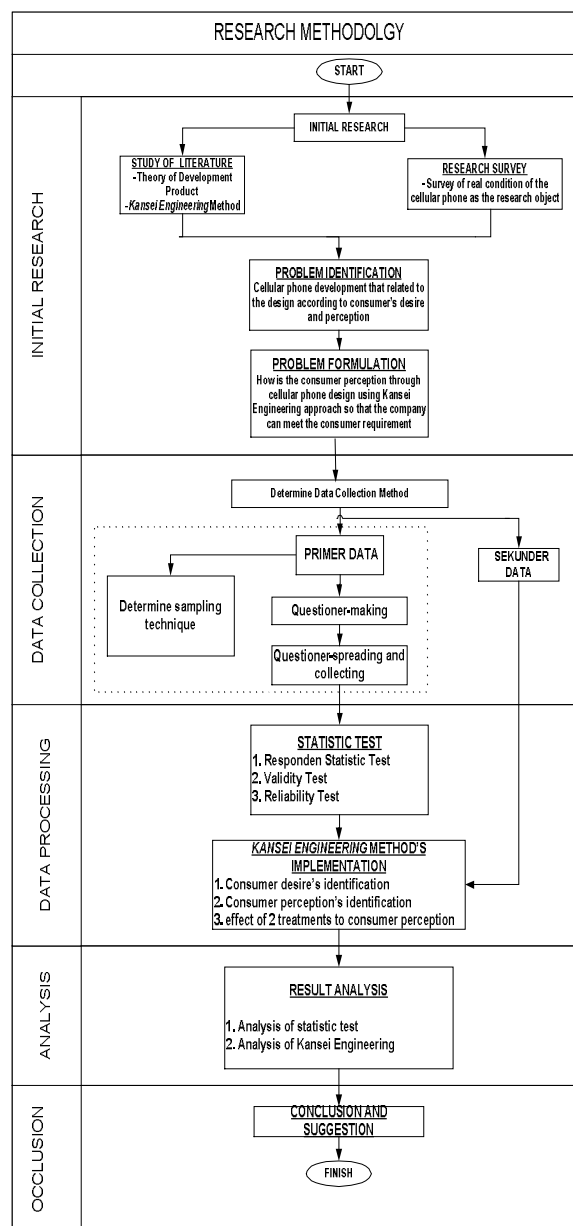 RESEARCH METHODOLGY
START
INITIAL RESEARCH
INITIAL RESEARCH
STUDY OF LITERATURE
- Theory of Development
Product
-Kansei Engineering Method
RESEARCH SURVEY
- Survey of real condition of the
cellular phone as the research object
PROBLEM IDENTIFICATION
Cellular phone development that related to
the design according to consumer's desire
and perception
PROBLEM FORMULATION
How is the consumer perception through
cellular phone design using Kansei
Engineering approach so that the company
can meet the consumer requirement
DATA COLLECTION
Determine Data Collection Method
PRIMER DATA
SEKUNDER
DATA
Determine sampling
technique
Questioner-making
Questioner-spreading and
collecting
DATA PROCESSING
STATISTIC TEST
1. Responden Statistic Test
2. Validity Test
3. Reliability Test
KANSEI ENGINEERING METHOD'S
IMPLEMENTATION
1. Consumer desire's identification
2. Consumer perception's identification
3. effect of 2 treatments to consumer perception
ANALYSIS
RESULT ANALYSIS
1. Analysis of statistic test
2. Analysis of Kansei Engineering
OCCLUSION
CONCLUSION AND
SUGGESTION
FINISH